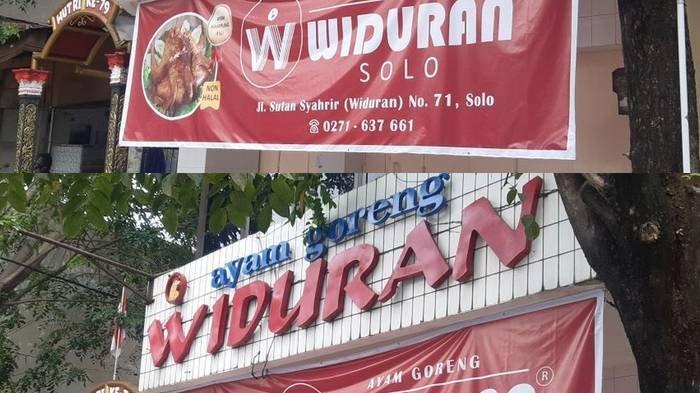 HUT RI KE-79
WIDURAN
SOLO
NON
HALAL
Jl. Sutan Syahrir (Widuran) No. 71, Solo
0271 - 637 661
ayam goreng
WIDURAN
AYAM GORENG
®